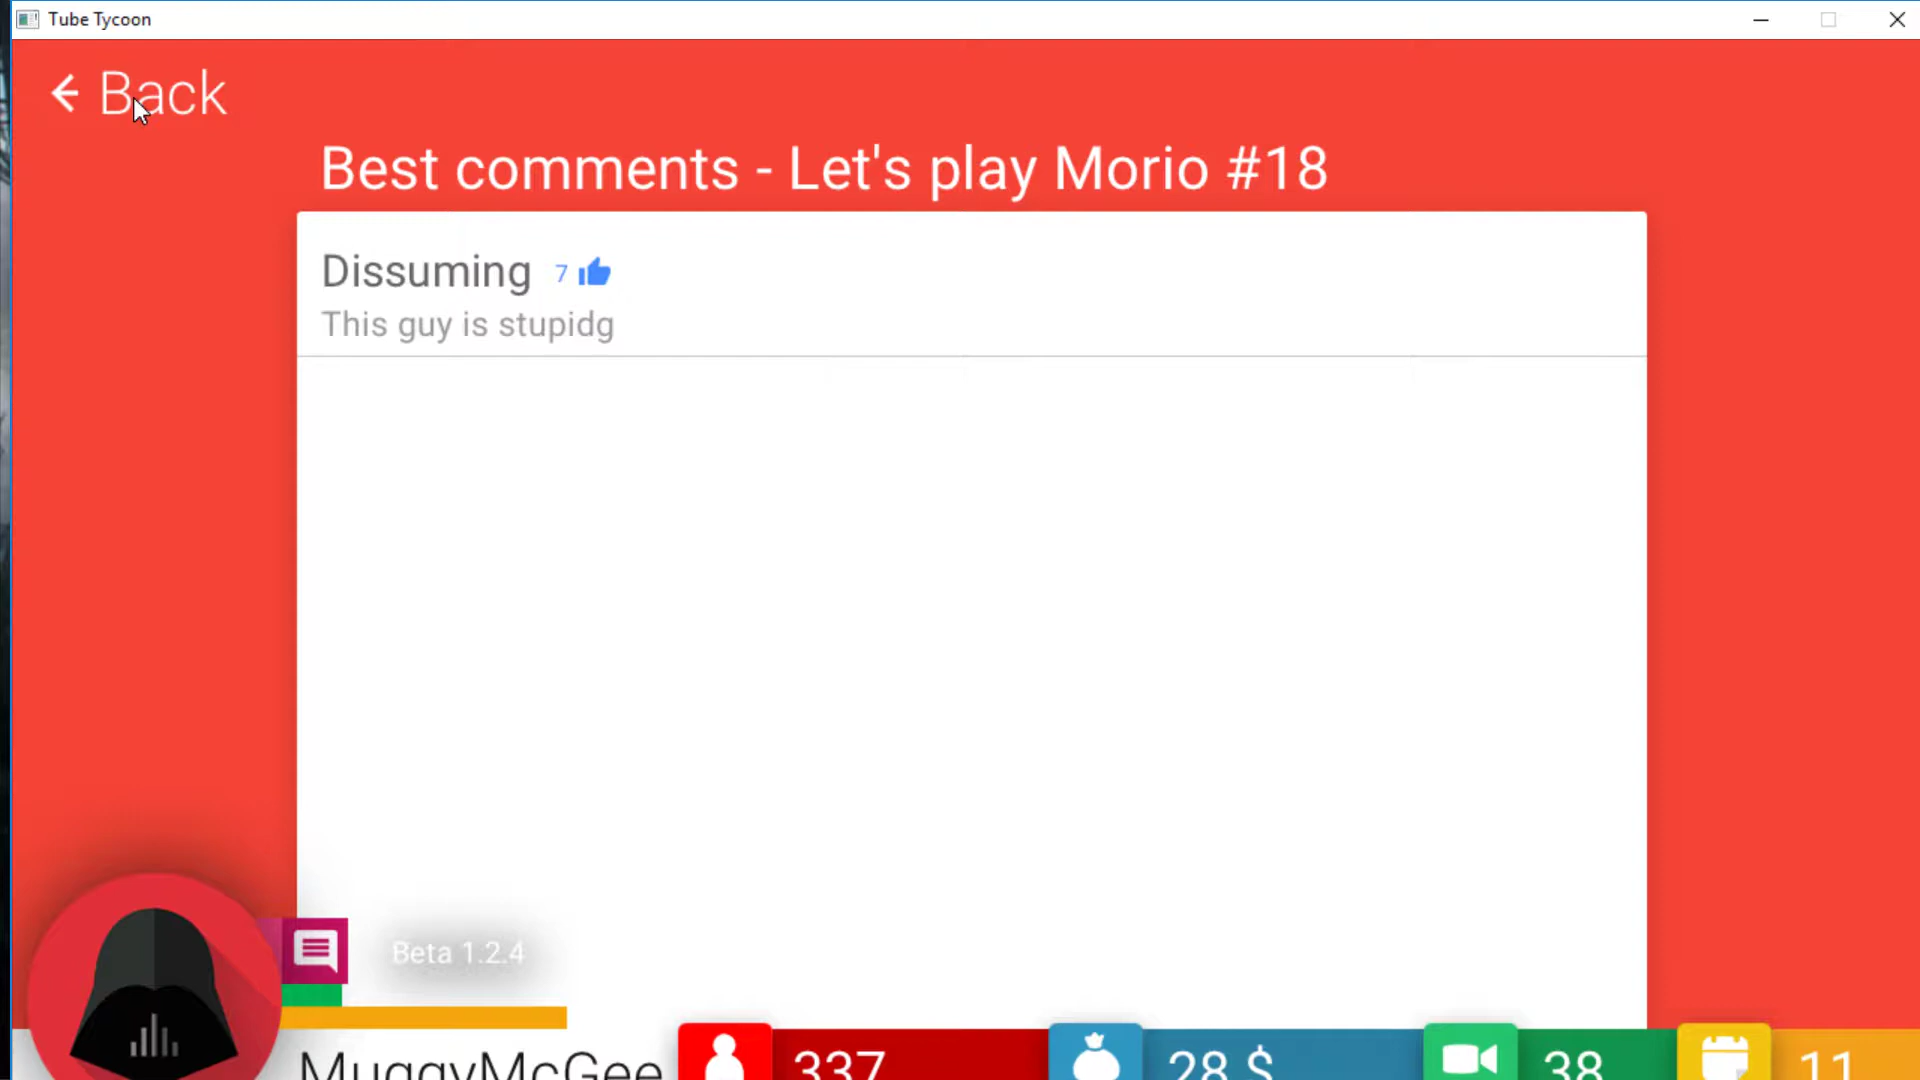 Tube Tycoon
Back
Best comments - Let's play Morio #18
Dissuming 7
This guy is stupidg
Beta 1.2.4
MuggyMcGee 337 28 $ 38 11